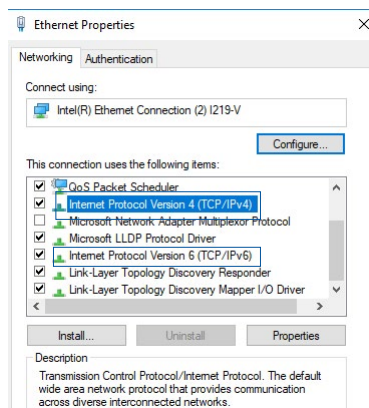 Ethernet Properties
Networking Authentication
Connect using:
Intel(R) Ethernet Connection (2) I219-V
Configure...
This connection uses the following items:
QoS Packet Scheduler
Internet Protocol Version 4 (TCP/IPv4)
Microsoft Network Adapter Multiplexor Protocol
Microsoft LLDP Protocol Driver
Internet Protocol Version 6 (TCP/IPv6)
Link-Layer Topology Discovery Responder
Link-Layer Topology Discovery Mapper I/O Driver
Install... Uninstall Properties
Description
Transmission Control Protocol/Internet Protocol. The default
wide area network protocol that provides communication
across diverse interconnected networks.